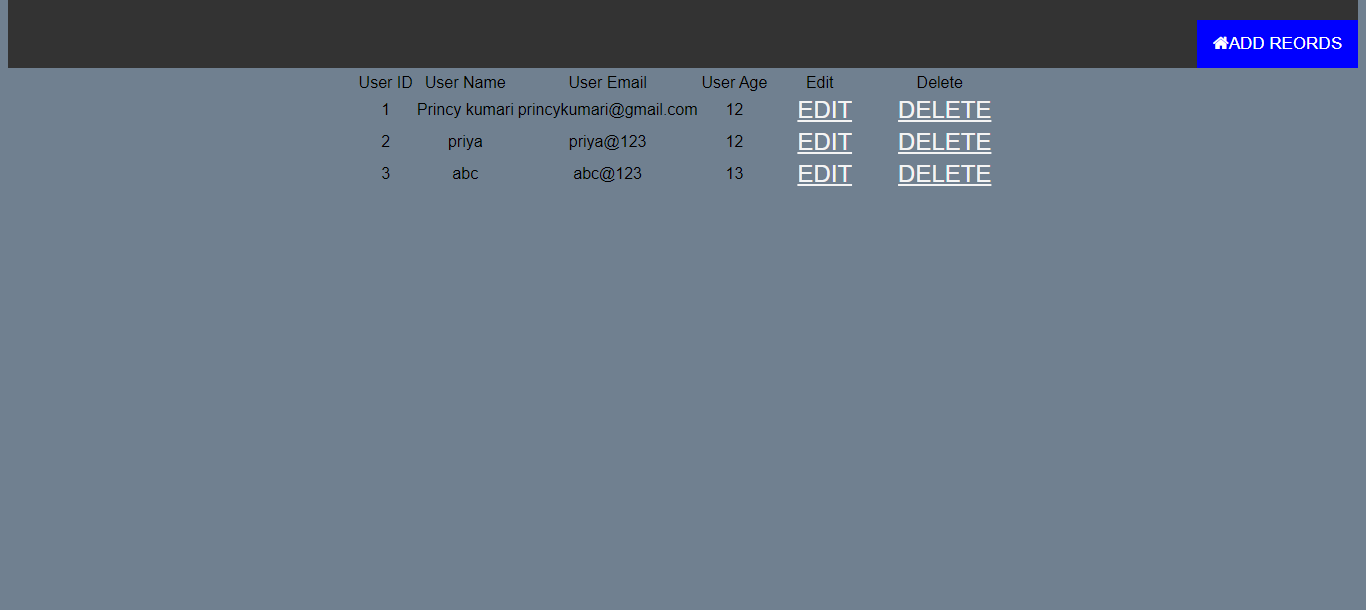 ADD REORDS
User ID User Name User Email User Age Edit Delete
1 Princy kumari princykumari@gmail.com 12 EDIT DELETE
2 priya priya@123 12 EDIT DELETE
3 abc abc@123 13 EDIT DELETE